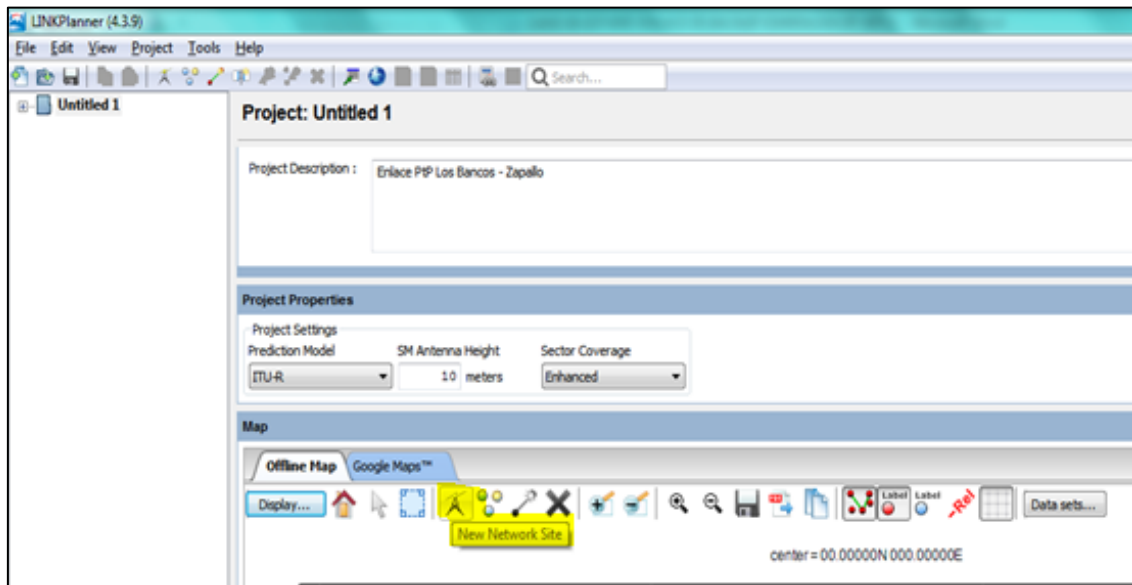 LINKPlanner (4.3.9)
File Edit View Project Tools Help
Search...
Untitled 1
Project: Untitled 1
Project Description :
Enlace PtP Los Bancos - Zapallo
Project Properties
Project Settings
Prediction Model SM Antenna Height Sector Coverage
ITU-R 10 meters Enhanced
Map
Offline Map Google Maps™
Display... Label Label -Rel Data sets...
New Network Site
center = 00.00000N 000.00000E